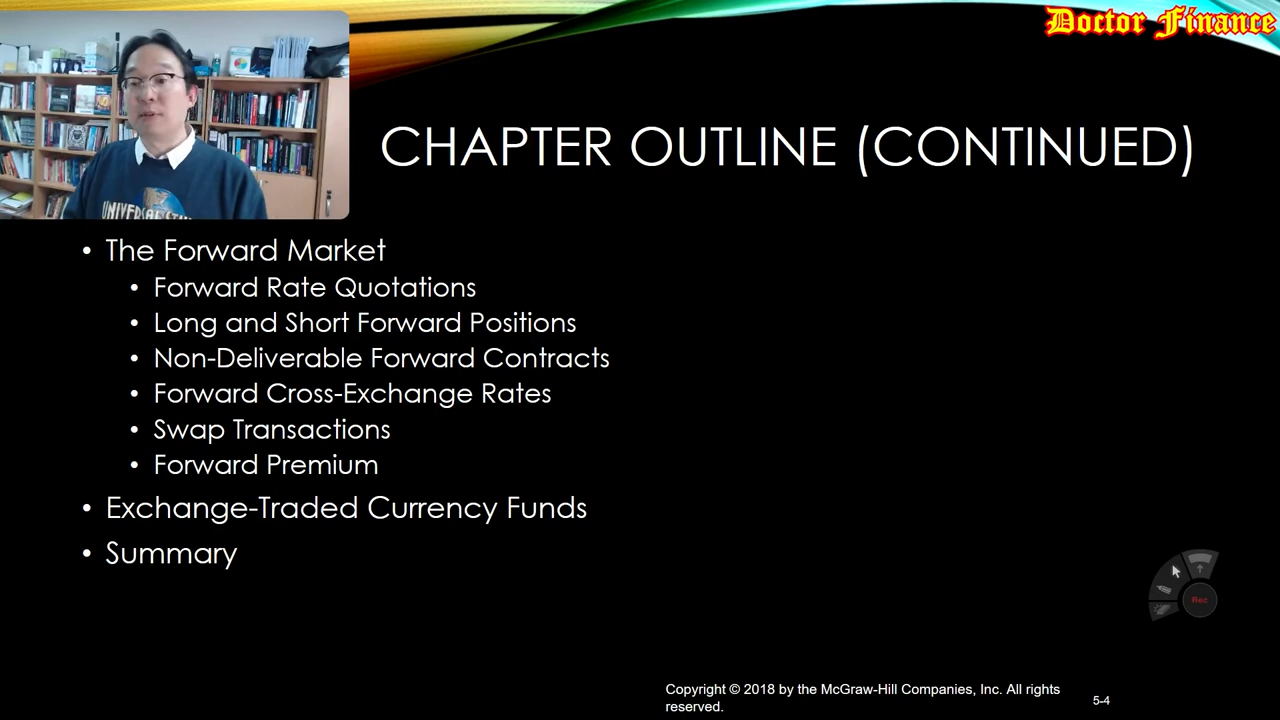 Doctor Finance
CHAPTER OUTLINE (CONTINUED)
• The Forward Market
• Forward Rate Quotations
• Long and Short Forward Positions
• Non-Deliverable Forward Contracts
• Forward Cross-Exchange Rates
• Swap Transactions
• Forward Premium
• Exchange-Traded Currency Funds
• Summary
Rec
Copyright © 2018 by the McGraw-Hill Companies, Inc. All rights
reserved.
5-4